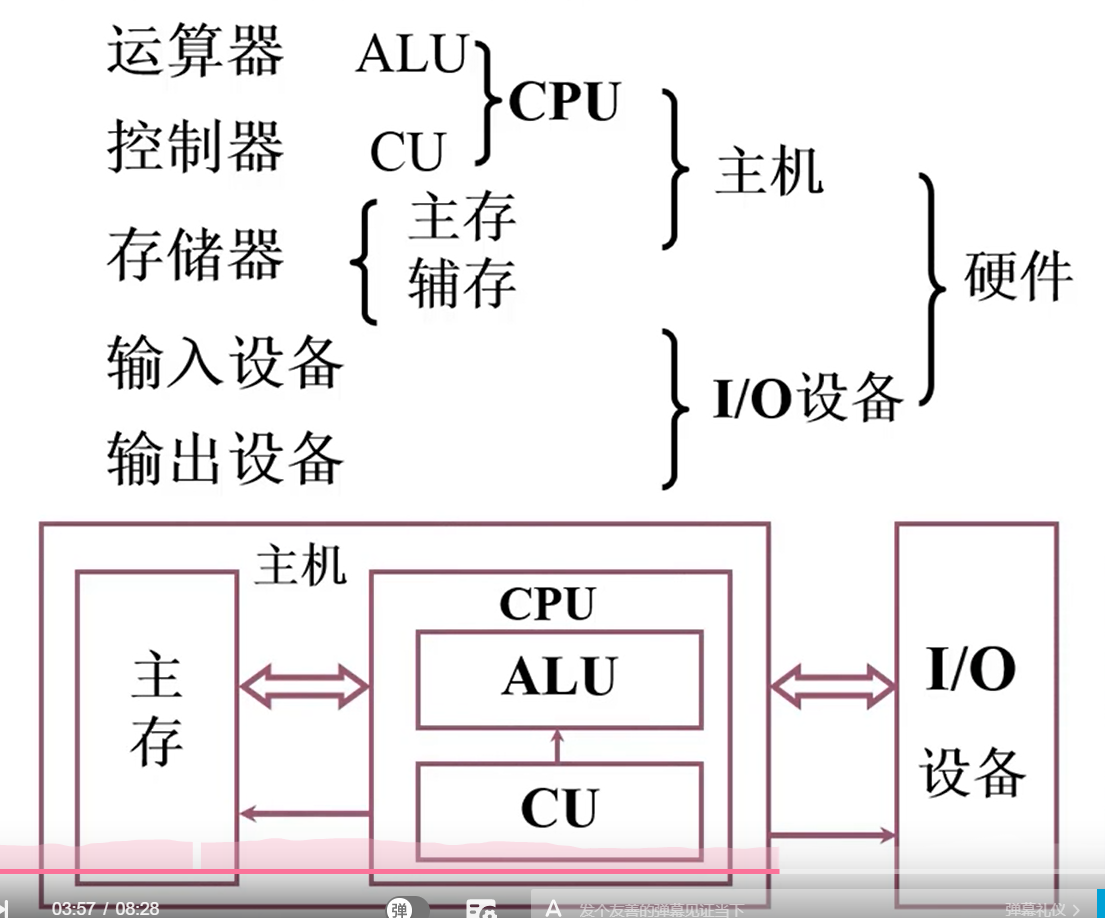 运算器 ALU
CPU
控制器 CU
主机
存储器 主存
辅存
硬件
输入设备
I/O设备
输出设备
主机
CPU
主
存
ALU
CU
I/O
设备
03:57 / 08:28
弹
A 发个友善的弹幕见证当下
弹幕礼仪 >